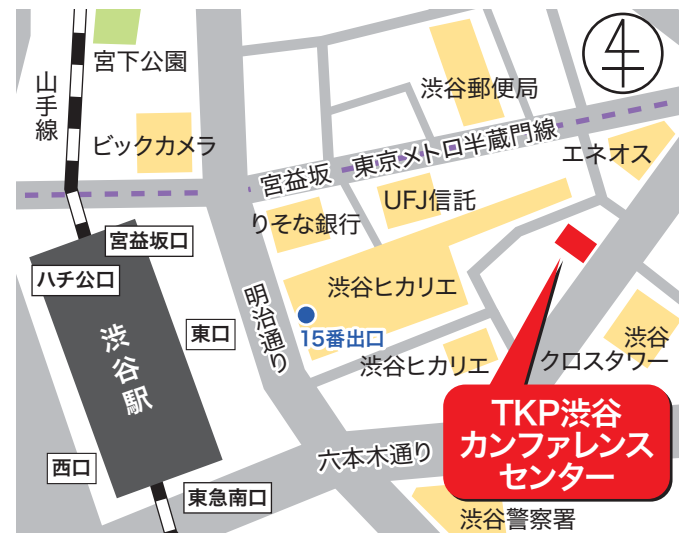 宮下公園
山手線
ビックカメラ
渋谷郵便局
宮益坂
東京メトロ半蔵門線
エネオス
UFJ信託
りそな銀行
宮益坂口
ハチ公口
渋谷ヒカリエ
明治通り
15番出口
東口
渋谷駅
渋谷ヒカリエ
渋谷
クロスタワー
TKP渋谷
カンファレンス
センター
六本木通り
西口
東急南口
渋谷警察署